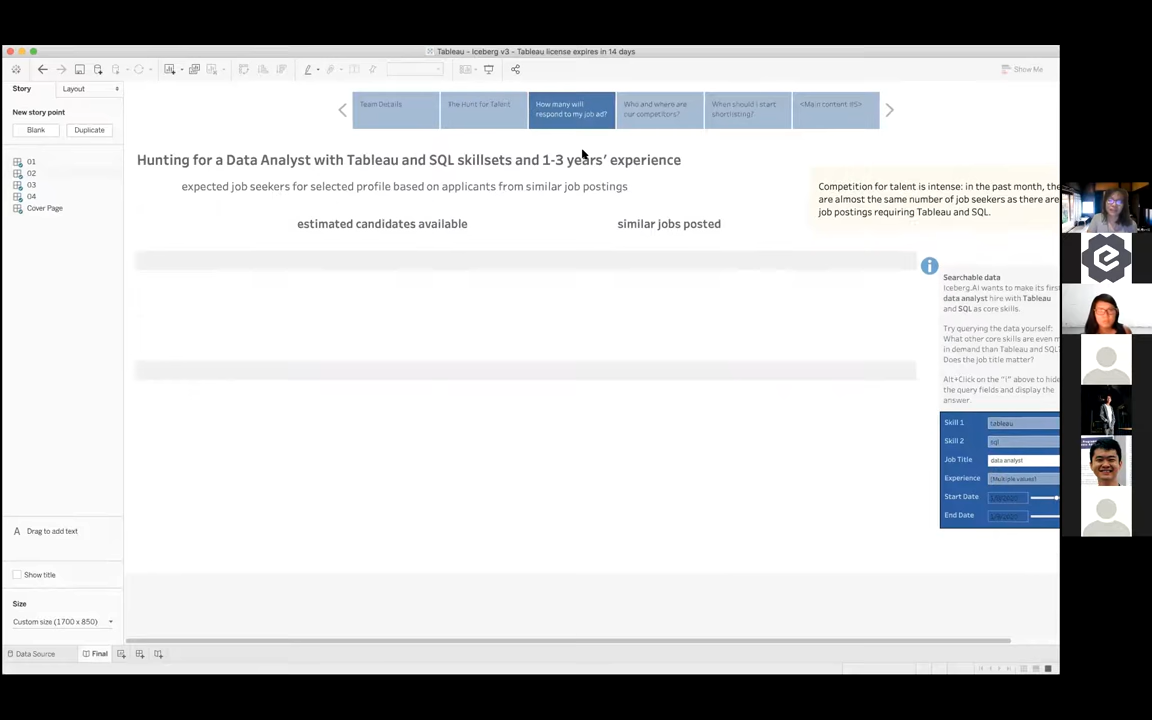 Tableau - Iceberg v3 - Tableau license expires in 14 days
Show Me
Story
Layout
New story point
Blank
Duplicate
01
02
03
04
Cover Page
A Drag to add text
Show title
Size
Custom size (1700 x 850)
Data Source
Final
Team Details
The Hunt for Talent
How many will
respond to my job ad?
Who and where are
our competitors?
When should I start
shortlisting?
<Main content #5>
Hunting for a Data Analyst with Tableau and SQL skillsets and 1-3 years' experience
expected job seekers for selected profile based on applicants from similar job postings
estimated candidates available
similar jobs posted
Competition for talent is intense: in the past month, the
are almost the same number of job seekers as there are
job postings requiring Tableau and SQL.
Searchable data
Iceberg.AI wants to make its first
data analyst hire with Tableau
and SQL as core skills.
Try querying the data yourself:
What other core skills are even m
in demand than Tableau and SQL?
Does the job title matter?
Alt+Click on the "i" above to hide
the query fields and display the
answer.
Skill 1 tableau
Skill 2 sql
Job Title data analyst
Experience (Multiple values)
Start Date
End Date